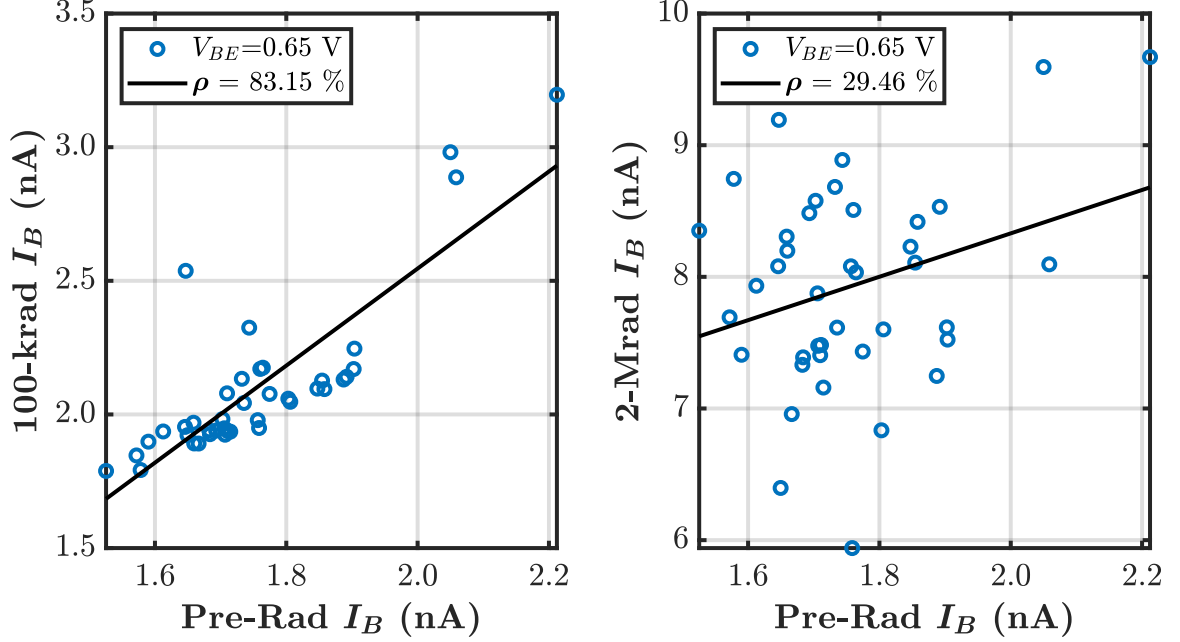 3.5
3.0
2.5
2.0
1.5
100-krad I_B (nA)
V_BE=0.65 V
ρ = 83.15 %
1.6
1.8
2.0
2.2
Pre-Rad I_B (nA)
10
9
8
7
6
2-Mrad I_B (nA)
V_BE=0.65 V
ρ = 29.46 %
1.6
1.8
2.0
2.2
Pre-Rad I_B (nA)